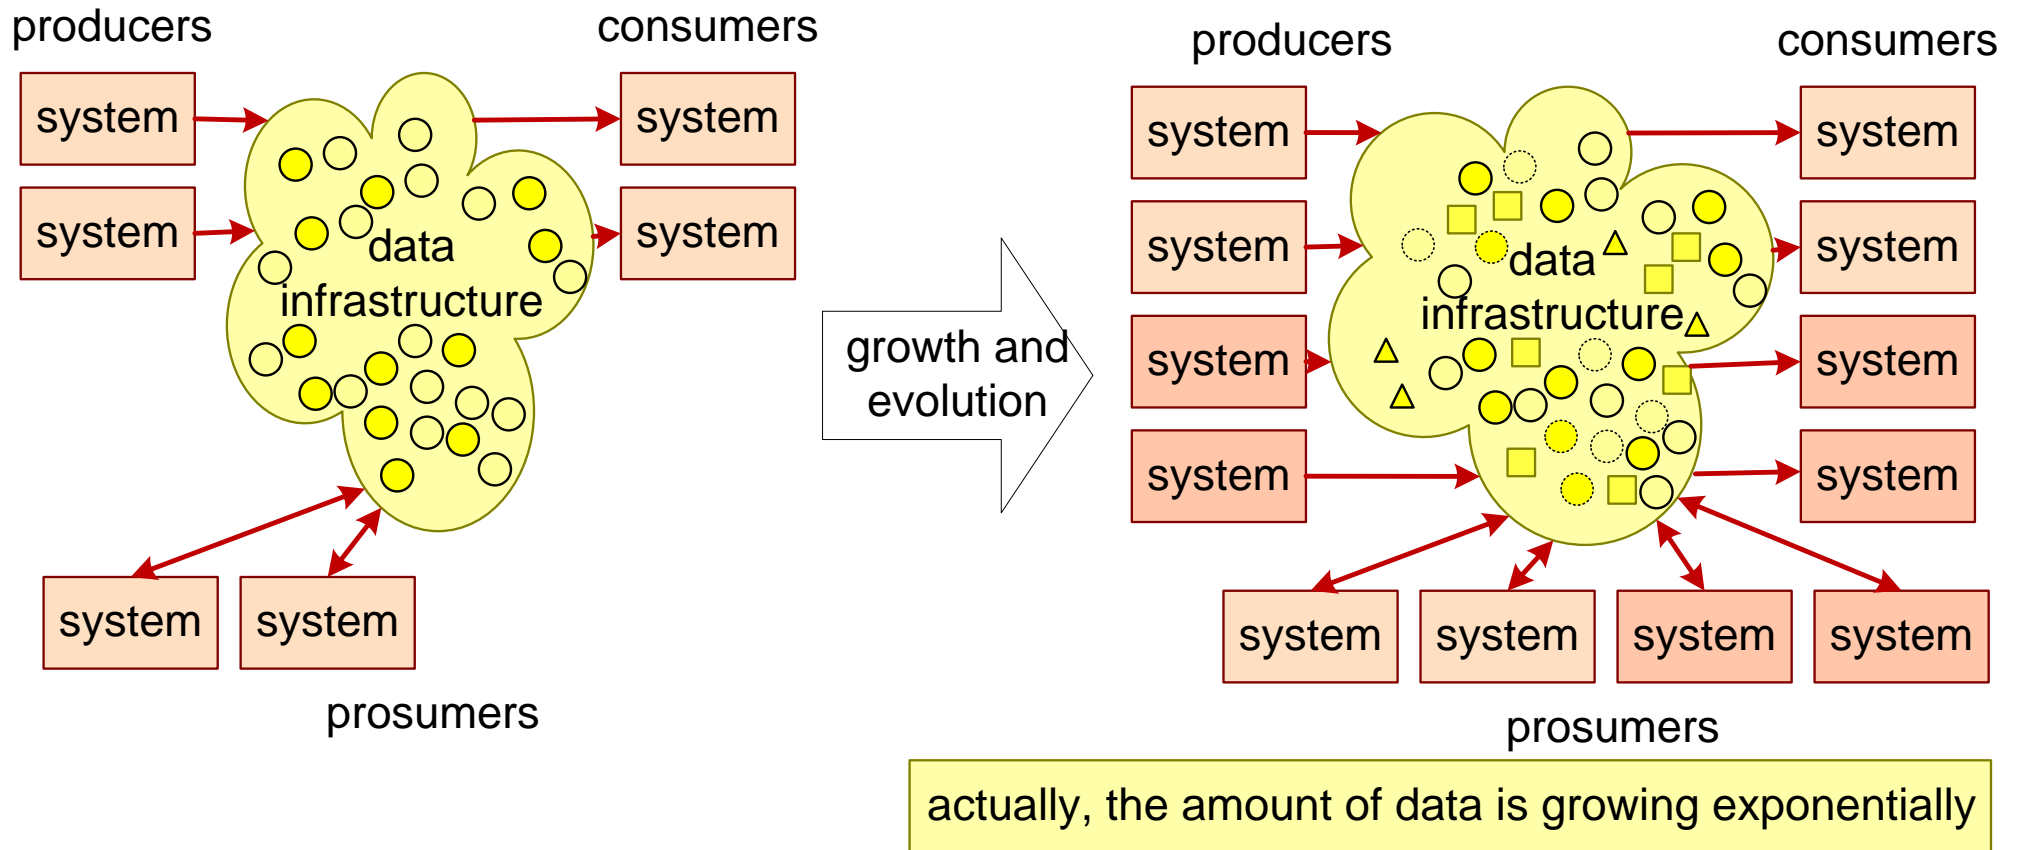 producers
consumers
system
system
system
system
data
infrastructure
system
system
prosumers
growth and
evolution
producers
consumers
system
system
system
system
data
infrastructure
system
system
system
system
system
system
system
system
prosumers
actually, the amount of data is growing exponentially